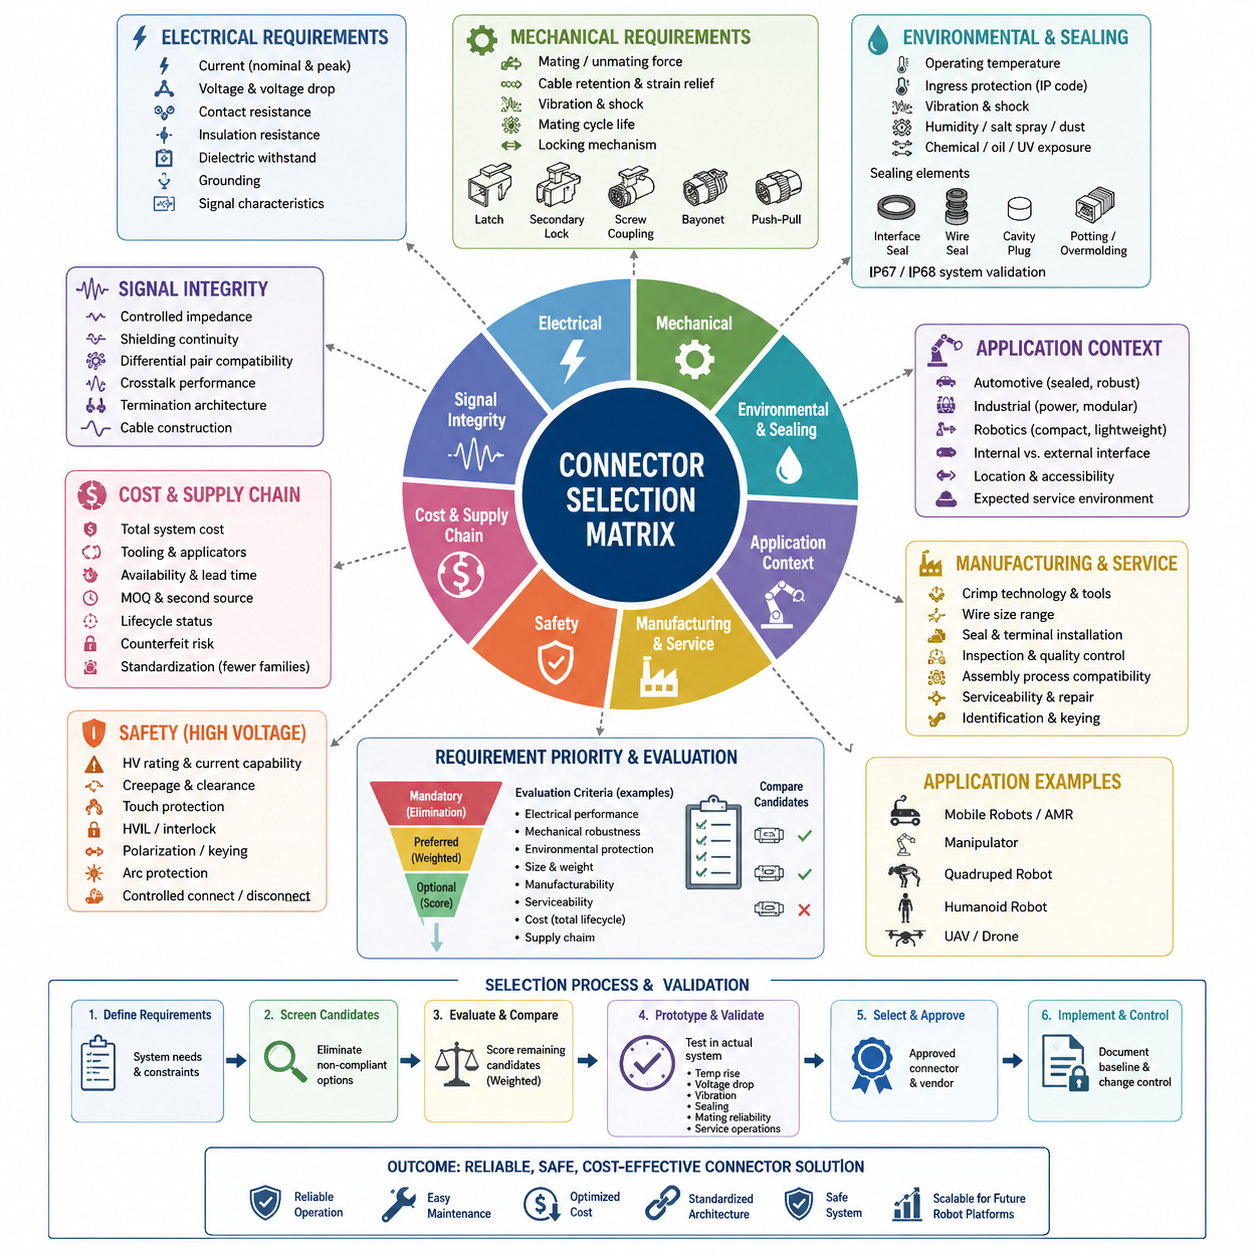 ELECTRICAL REQUIREMENTS
Current (nominal & peak)
Voltage & voltage drop
Contact resistance
Insulation resistance
Dielectric withstand
Grounding
Signal characteristics
MECHANICAL REQUIREMENTS
Mating / unmating force
Cable retention & strain relief
Vibration & shock
Mating cycle life
Locking mechanism
Latch
Secondary
Lock
Screw
Coupling
Bayonet
Push-Pull
ENVIRONMENTAL & SEALING
Operating temperature
Ingress protection (IP code)
Vibration & shock
Humidity / salt spray / dust
Chemical / oil / UV exposure
Sealing elements
Interface
Seal
Wire
Seal
Cavity
Plug
Potting /
Overmolding
IP67 / IP68 system validation
SIGNAL INTEGRITY
Controlled impedance
Shielding continuity
Differential pair compatibility
Crosstalk performance
Termination architecture
Cable construction
Electrical
Mechanical
Signal
Integrity
Environmental
& Sealing
CONNECTOR
SELECTION
MATRIX
Cost & Supply
Chain
Application
Context
Safety
Manufacturing
& Service
APPLICATION CONTEXT
Automotive (sealed, robust)
Industrial (power, modular)
Robotics (compact, lightweight)
Internal vs. external interface
Location & accessibility
Expected service environment
COST & SUPPLY CHAIN
Total system cost
Tooling & applicators
Availability & lead time
MOQ & second source
Lifecycle status
Counterfeit risk
Standardization (fewer families)
MANUFACTURING & SERVICE
Crimp technology & tools
Wire size range
Seal & terminal installation
Inspection & quality control
Assembly process compatibility
Serviceability & repair
Identification & keying
SAFETY (HIGH VOLTAGE)
HV rating & current capability
Creepage & clearance
Touch protection
HVIL / interlock
Polarization / keying
Arc protection
Controlled connect / disconnect
REQUIREMENT PRIORITY & EVALUATION
Mandatory
(Elimination)
Preferred
(Weighted)
Optional
(Score)
Evaluation Criteria (examples)
• Electrical performance
• Mechanical robustness
• Environmental protection
• Size & weight
• Manufacturability
• Serviceability
• Cost (total lifecycle)
• Supply chaim
Compare
Candidates
APPLICATION EXAMPLES
Mobile Robots / AMR
Manipulator
Quadruped Robot
Humanoid Robot
UAV / Drone
SELECTION PROCESS & VALIDATION
1. Define Requirements
System needs
& constraints
2. Screen Candidates
Eliminate
non-compliant
options
3. Evaluate & Compare
Score remaining
candidates
(Weighted)
4. Prototype & Validate
Test in actual
system
• Temp rise
• Voltage drop
• Vibration
• Sealing
• Mating reliability
• Service operations
5. Select & Approve
Approved
connector
& vendor
6. Implement & Control
Document
baseline &
change control
OUTCOME: RELIABLE, SAFE, COST-EFFECTIVE CONNECTOR SOLUTION
Reliable
Operation
Easy
Maintenance
Optimized
Cost
Standardized
Architecture
Safe
System
Scalable for Future
Robot Platforms